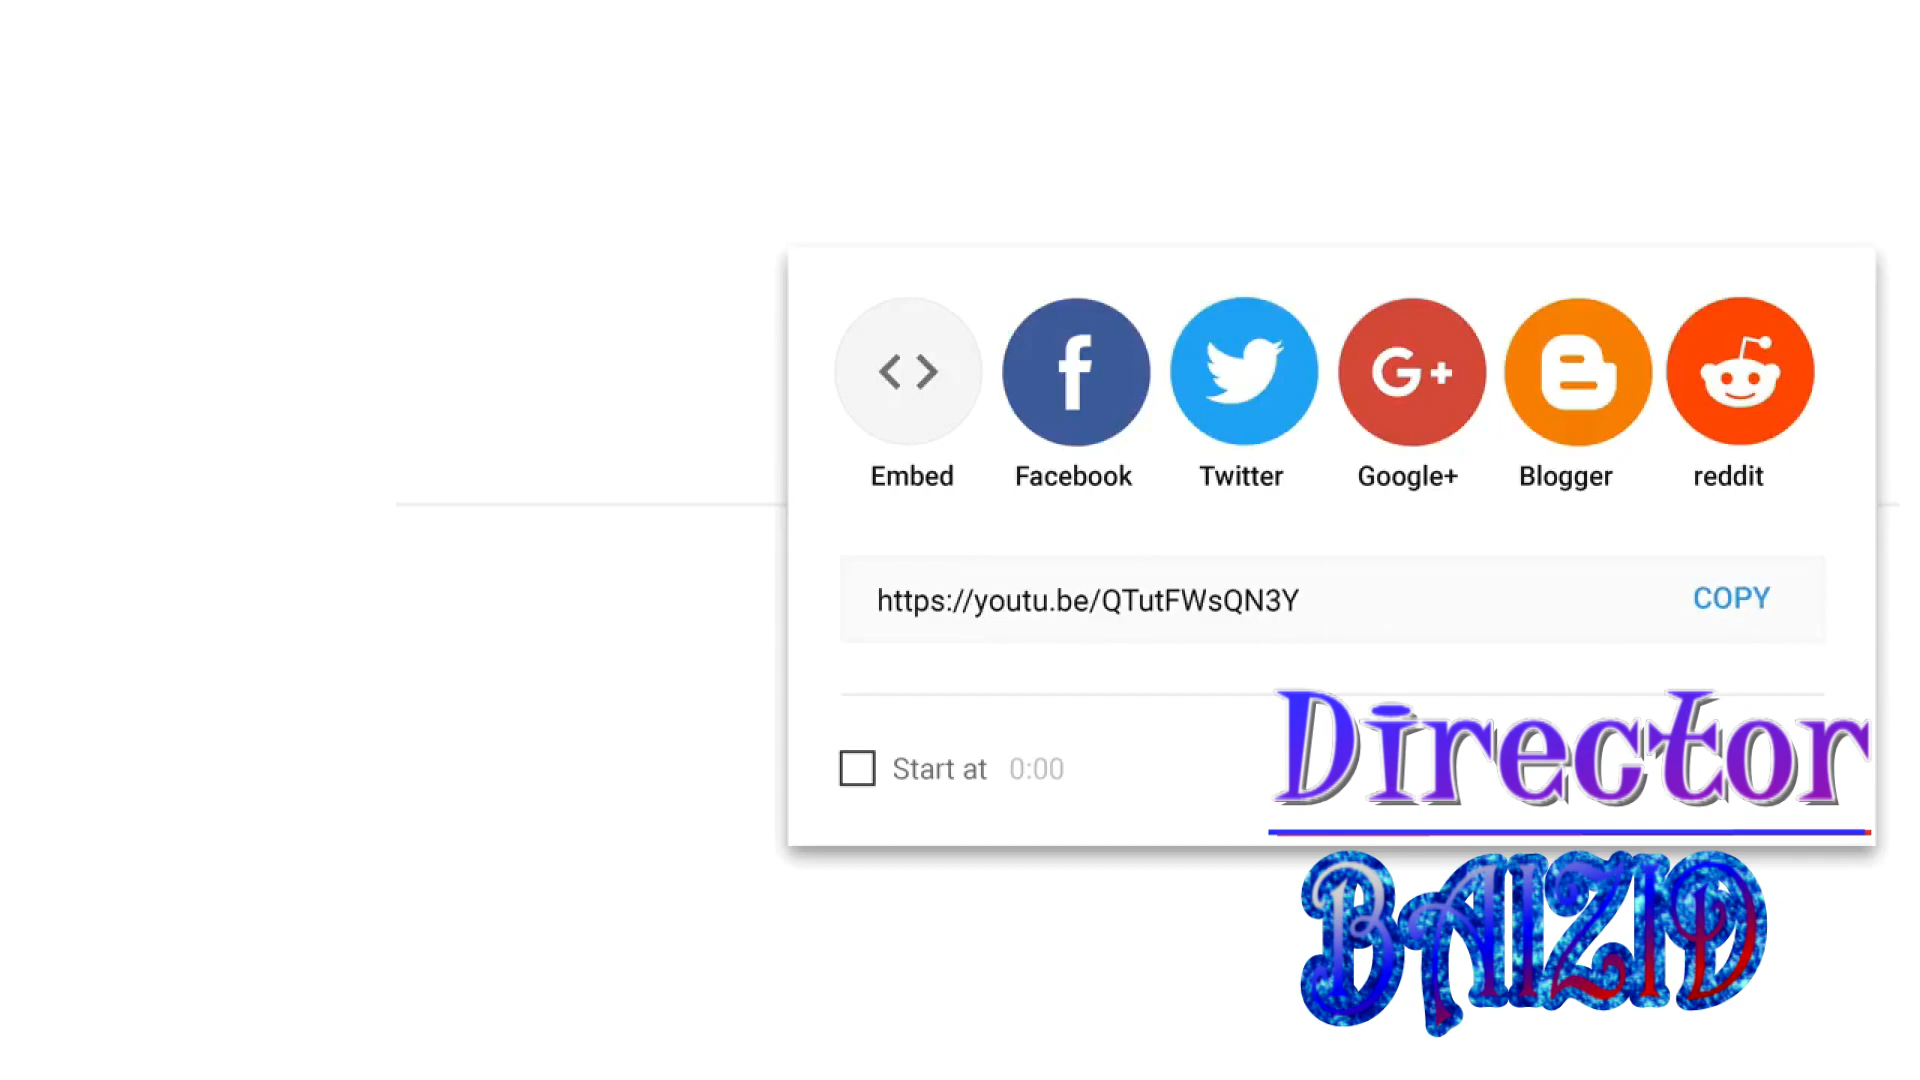 Embed Facebook Twitter Google+ Blogger reddit
https://youtu.be/QTutFWsQN3Y COPY
Start at 0:00
Director
BAIZID